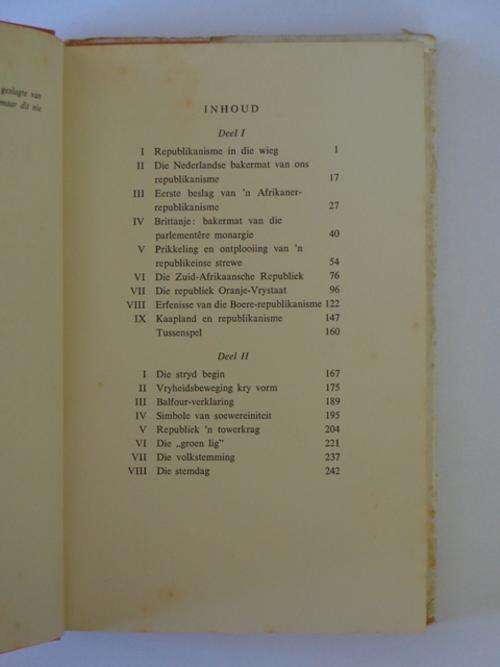 geslagte van
maar dit nie
INHOUD
Deel I
I Republikanisme in die wieg 1
II Die Nederlandse bakermat van ons
republikanisme 17
III Eerste beslag van 'n Afrikaner-
republikanisme 27
IV Brittanje: bakermat van die
parlementêre monargie 40
V Prikkeling en ontplooiing van 'n
republikeinse strewe 54
VI Die Zuid-Afrikaansche Republiek 76
VII Die republiek Oranje-Vrystaat 96
VIII Erfenisse van die Boere-republikanisme 122
IX Kaapland en republikanisme 147
Tussenspel 160
Deel II
I Die stryd begin 167
II Vryheidsbeweging kry vorm 175
III Balfour-verklaring 189
IV Simbole van soewereiniteit 195
V Republiek 'n towerkrag 204
VI Die „groen lig” 221
VII Die volkstemming 237
VIII Die stemdag 242